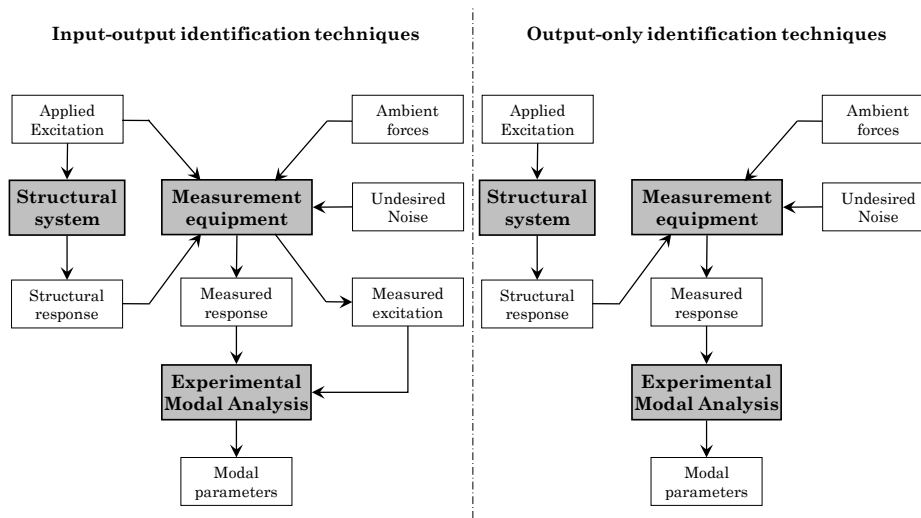 Input-output identification techniques
Applied
Excitation
Ambient
forces
Structural
system
Measurement
equipment
Undesired
Noise
Structural
response
Measured
response
Measured
excitation
Experimental
Modal Analysis
Modal
parameters
Output-only identification techniques
Applied
Excitation
Ambient
forces
Structural
system
Measurement
equipment
Undesired
Noise
Structural
response
Measured
response
Experimental
Modal Analysis
Modal
parameters